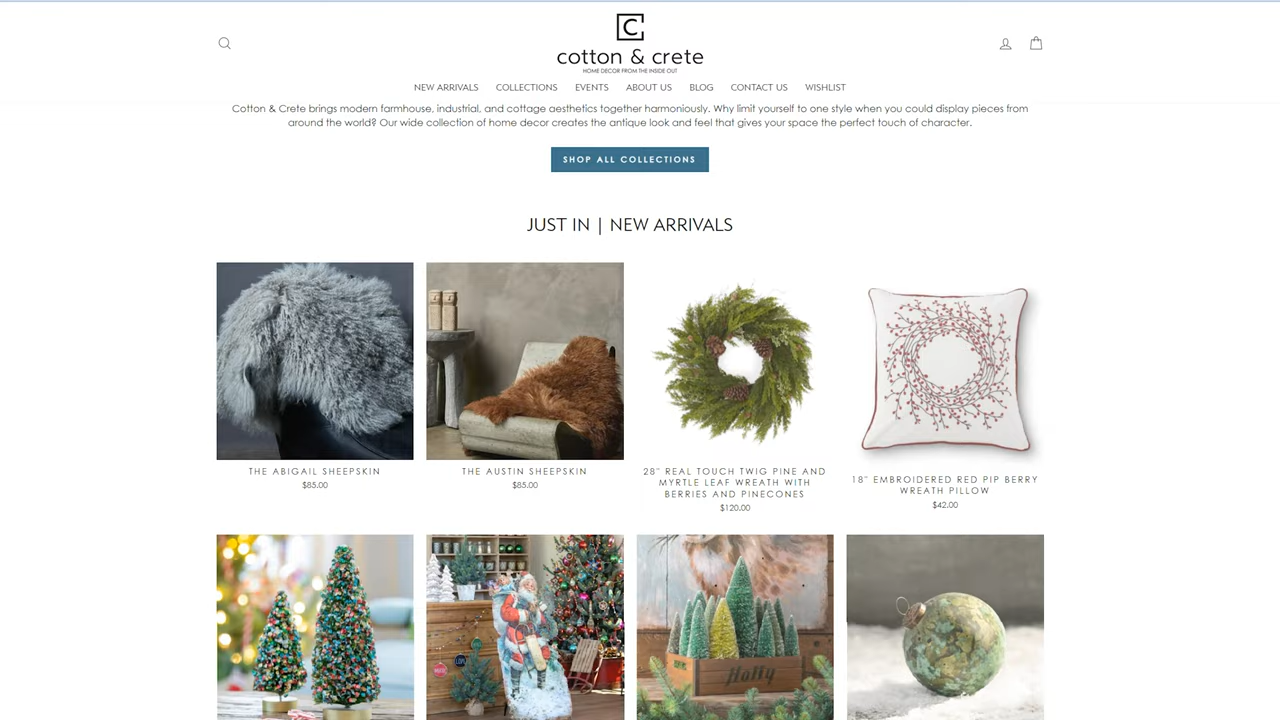 C
cotton & crete
HOME DECOR FROM THE INSIDE OUT
NEW ARRIVALS COLLECTIONS EVENTS ABOUT US BLOG CONTACT US WISHLIST
Cotton & Crete brings modern farmhouse, industrial, and cottage aesthetics together harmoniously. Why limit yourself to one style when you could display pieces from
around the world? Our wide collection of home decor creates the antique look and feel that gives your space the perfect touch of character.
SHOP ALL COLLECTIONS
JUST IN | NEW ARRIVALS
THE ABIGAIL SHEEPSKIN
$85.00
THE AUSTIN SHEEPSKIN
$85.00
28" REAL TOUCH TWIG PINE AND
MYRTLE LEAF WREATH WITH
BERRIES AND PINECONES
$120.00
18" EMBROIDERED RED PIP BERRY
WREATH PILLOW
$42.00
Holly